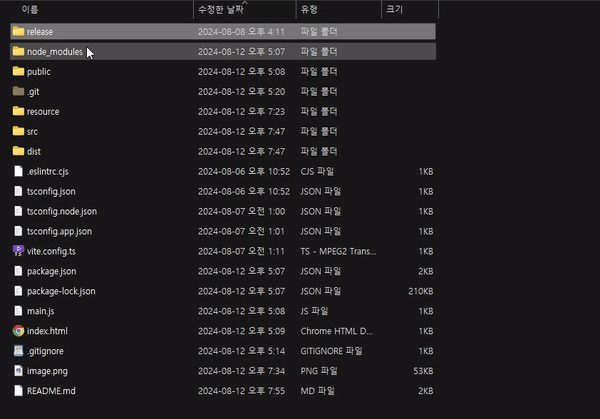 이름 수정한 날짜 유형 크기
release 2024-08-08 오후 4:11 파일 폴더
node_modules 2024-08-12 오후 5:07 파일 폴더
public 2024-08-12 오후 5:08 파일 폴더
.git 2024-08-12 오후 5:20 파일 폴더
resource 2024-08-12 오후 7:23 파일 폴더
src 2024-08-12 오후 7:47 파일 폴더
dist 2024-08-12 오후 7:47 파일 폴더
.eslintrc.cjs 2024-08-06 오후 10:52 CJS 파일 1KB
tsconfig.json 2024-08-06 오후 10:52 JSON 파일 1KB
tsconfig.node.json 2024-08-07 오전 1:00 JSON 파일 1KB
tsconfig.app.json 2024-08-07 오전 1:01 JSON 파일 1KB
vite.config.ts 2024-08-07 오전 1:11 TS - MPEG2 Trans... 1KB
package.json 2024-08-12 오후 5:07 JSON 파일 2KB
package-lock.json 2024-08-12 오후 5:07 JSON 파일 210KB
main.js 2024-08-12 오후 5:08 JS 파일 1KB
index.html 2024-08-12 오후 5:09 Chrome HTML D... 1KB
.gitignore 2024-08-12 오후 5:14 GITIGNORE 파일 1KB
image.png 2024-08-12 오후 7:34 PNG 파일 53KB
README.md 2024-08-12 오후 7:55 MD 파일 2KB